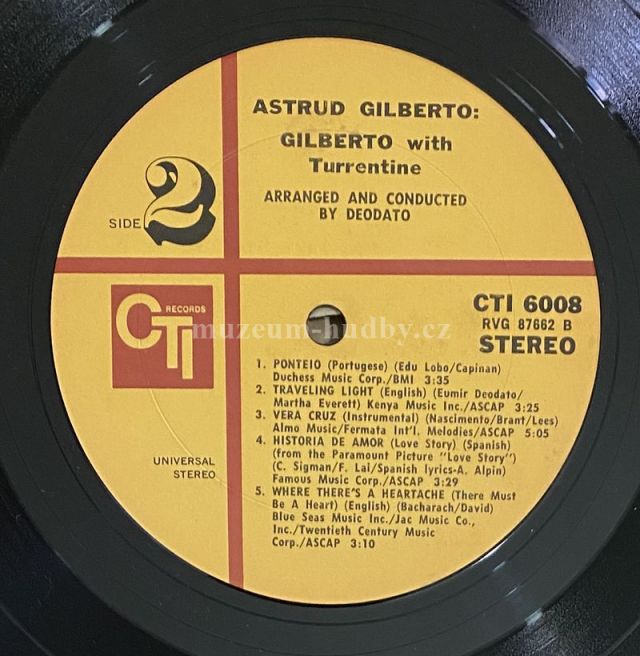 ASTRUD GILBERTO:
GILBERTO with
Turrentine
ARRANGED AND CONDUCTED
BY DEODATO
SIDE 2
CTI RECORDS
UNIVERSAL
STEREO
muzeum-hudby.cz
CTI 6008
RVG 87662 B
STEREO
1. PONTEIO (Portugese) (Edu Lobo/Capinan)
Duchess Music Corp./BMI 3:35
2. TRAVELING LIGHT (English) (Eumir Deodato/
Martha Everett) Kenya Music Inc./ASCAP 3:25
3. VERA CRUZ (Instrumental) (Nascimento/Brant/Lees)
Almo Music/Fermata Int'l. Melodies/ASCAP 5:05
4. HISTORIA DE AMOR (Love Story) (Spanish)
(from the Paramount Picture "Love Story")
(C. Sigman/F. Lai/Spanish lyrics-A. Alpin)
Famous Music Corp./ASCAP 3:29
5. WHERE THERE'S A HEARTACHE (There Must
Be A Heart) (English) (Bacharach/David)
Blue Seas Music Inc./Jac Music Co.,
Inc./Twentieth Century Music
Corp./ASCAP 3:10